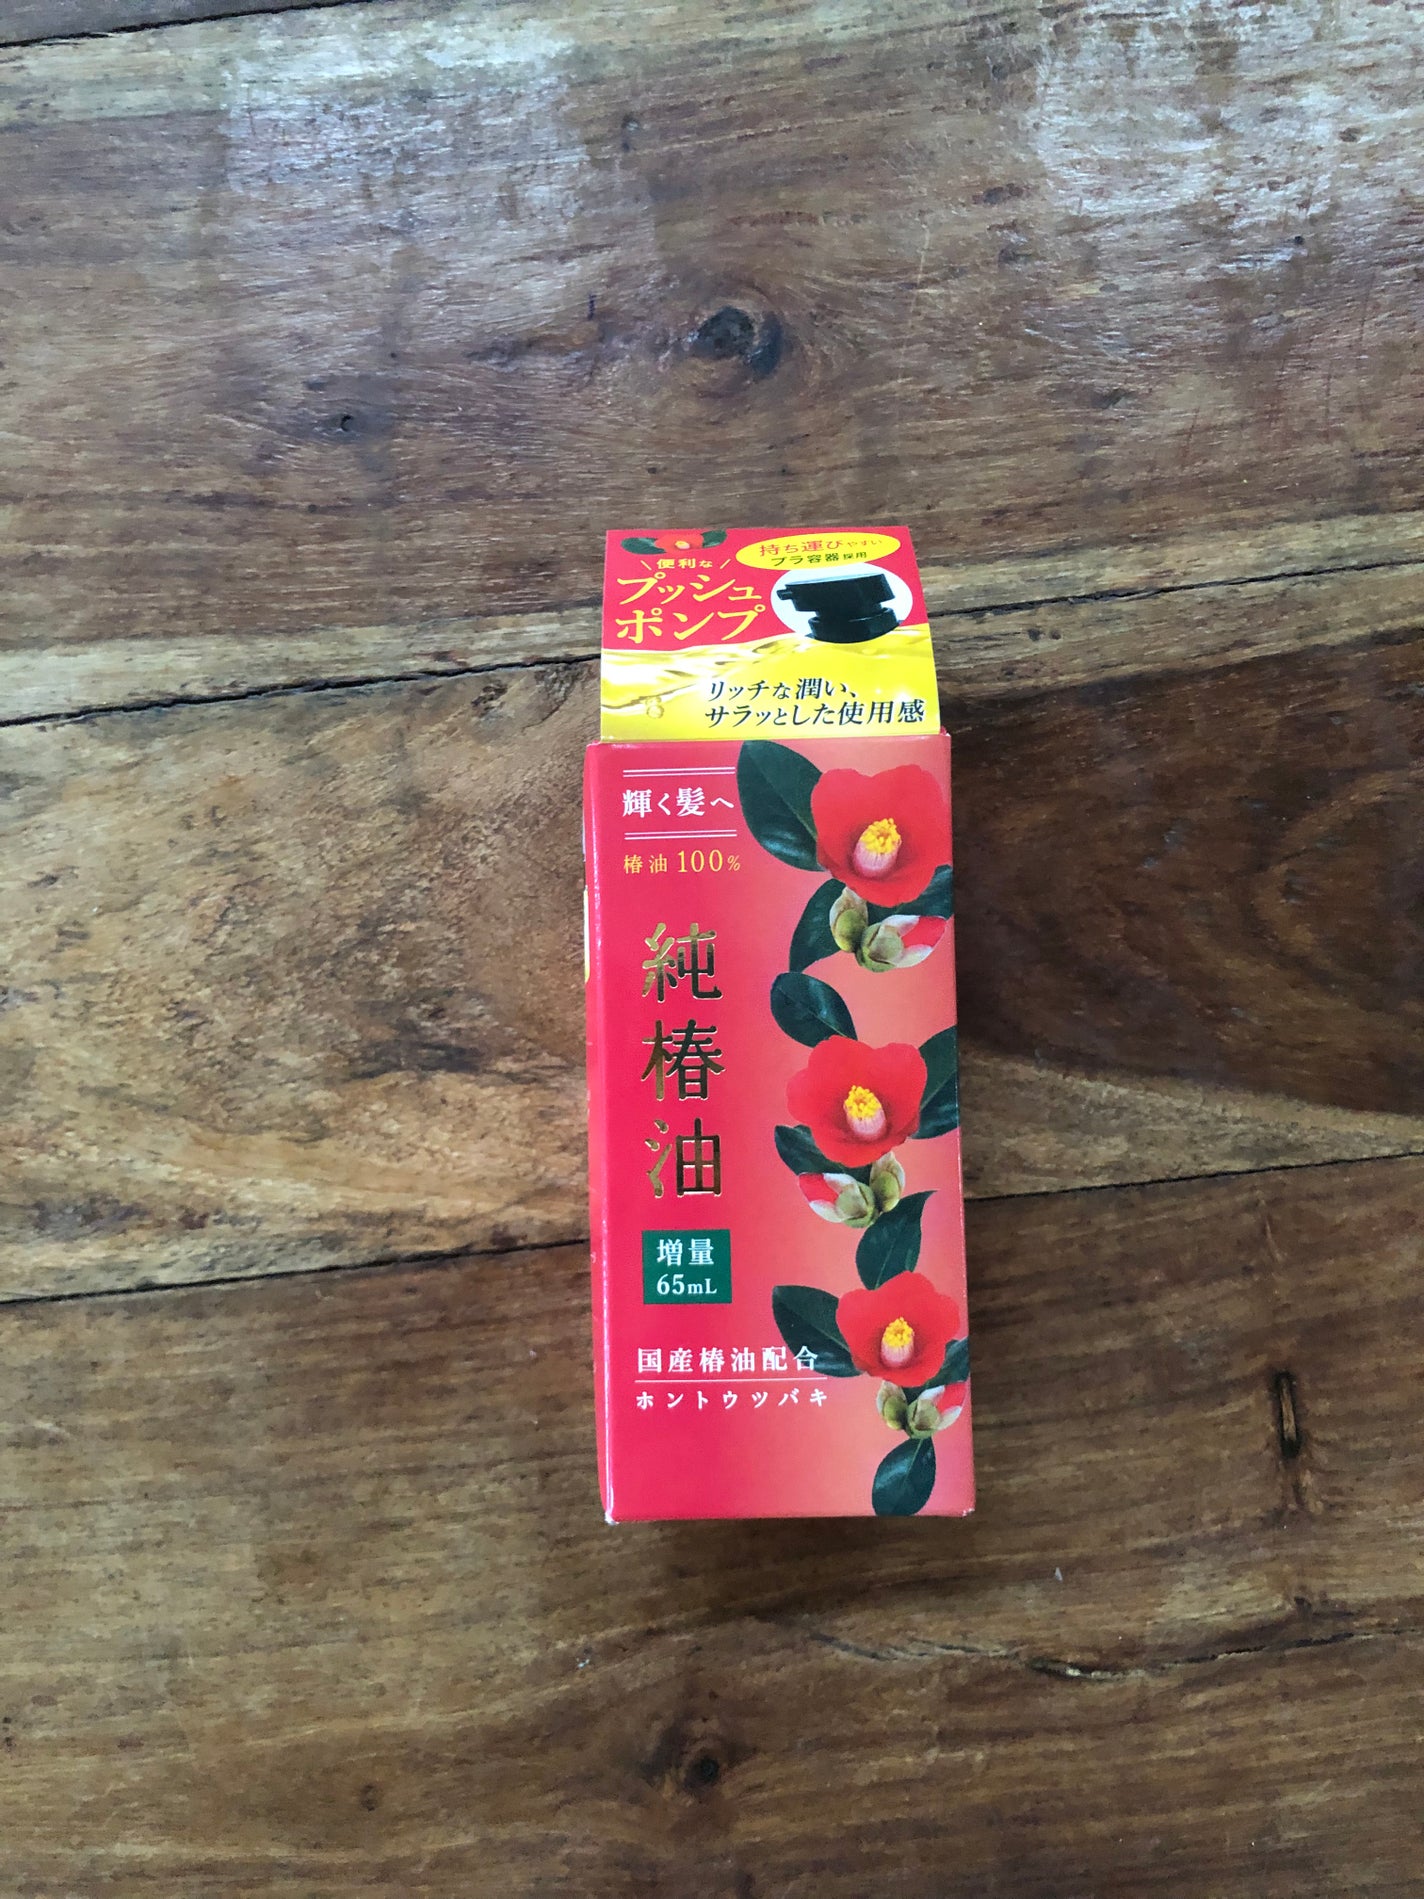 持ち運びやすい
プラ容器採用
\ 便利な /
プッシュ
ポンプ
リッチな潤い、
サラッとした使用感
輝く髪へ
椿油100%
純椿油
増量
65mL
国産椿油配合
ホントウツバキ